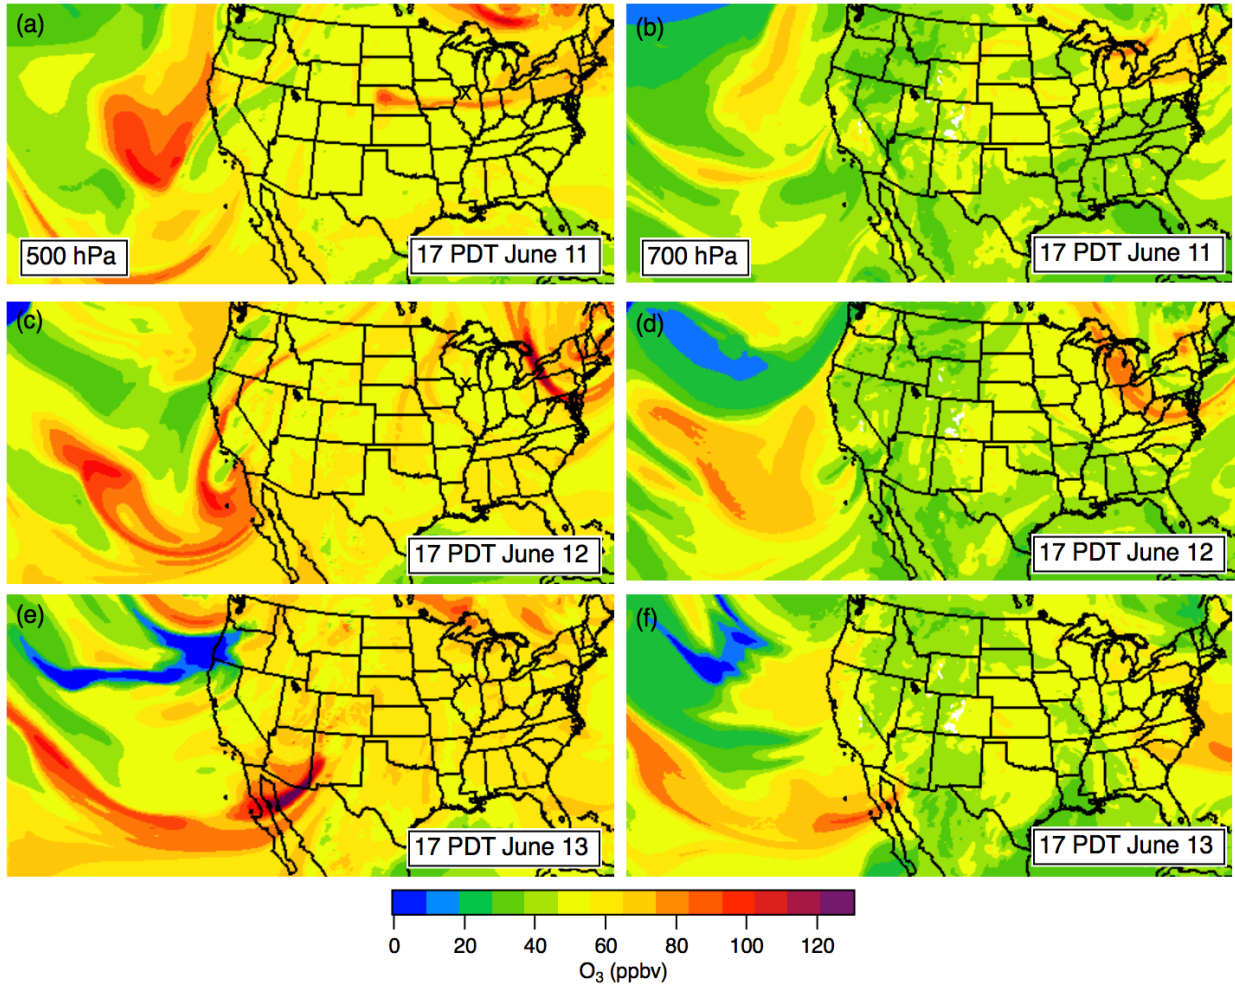 (a)
500 hPa
17 PDT June 11
X
(b)
700 hPa
17 PDT June 11
(c)
17 PDT June 12
X
(d)
17 PDT June 12
(e)
17 PDT June 13
X
(f)
17 PDT June 13
0 20 40 60 80 100 120
O₃ (ppbv)